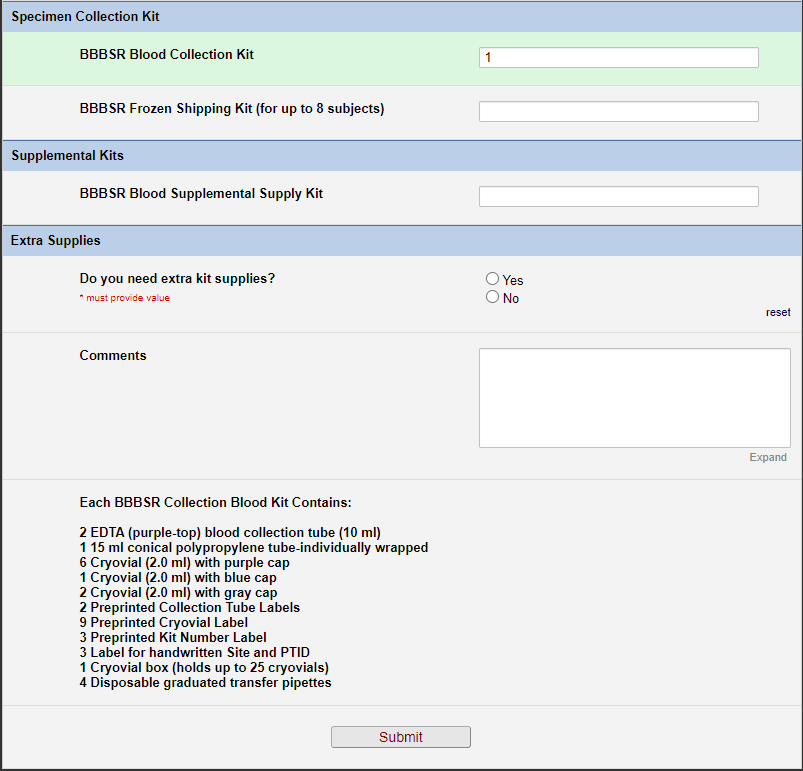 Specimen Collection Kit
BBBSR Blood Collection Kit
1
BBBSR Frozen Shipping Kit (for up to 8 subjects)
Supplemental Kits
BBBSR Blood Supplemental Supply Kit
Extra Supplies
Do you need extra kit supplies?
* must provide value
Yes
No
reset
Comments
Expand
Each BBBSR Collection Blood Kit Contains:
2 EDTA (purple-top) blood collection tube (10 ml)
1 15 ml conical polypropylene tube-individually wrapped
6 Cryovial (2.0 ml) with purple cap
1 Cryovial (2.0 ml) with blue cap
2 Cryovial (2.0 ml) with gray cap
2 Preprinted Collection Tube Labels
9 Preprinted Cryovial Label
3 Preprinted Kit Number Label
3 Label for handwritten Site and PTID
1 Cryovial box (holds up to 25 cryovials)
4 Disposable graduated transfer pipettes
Submit